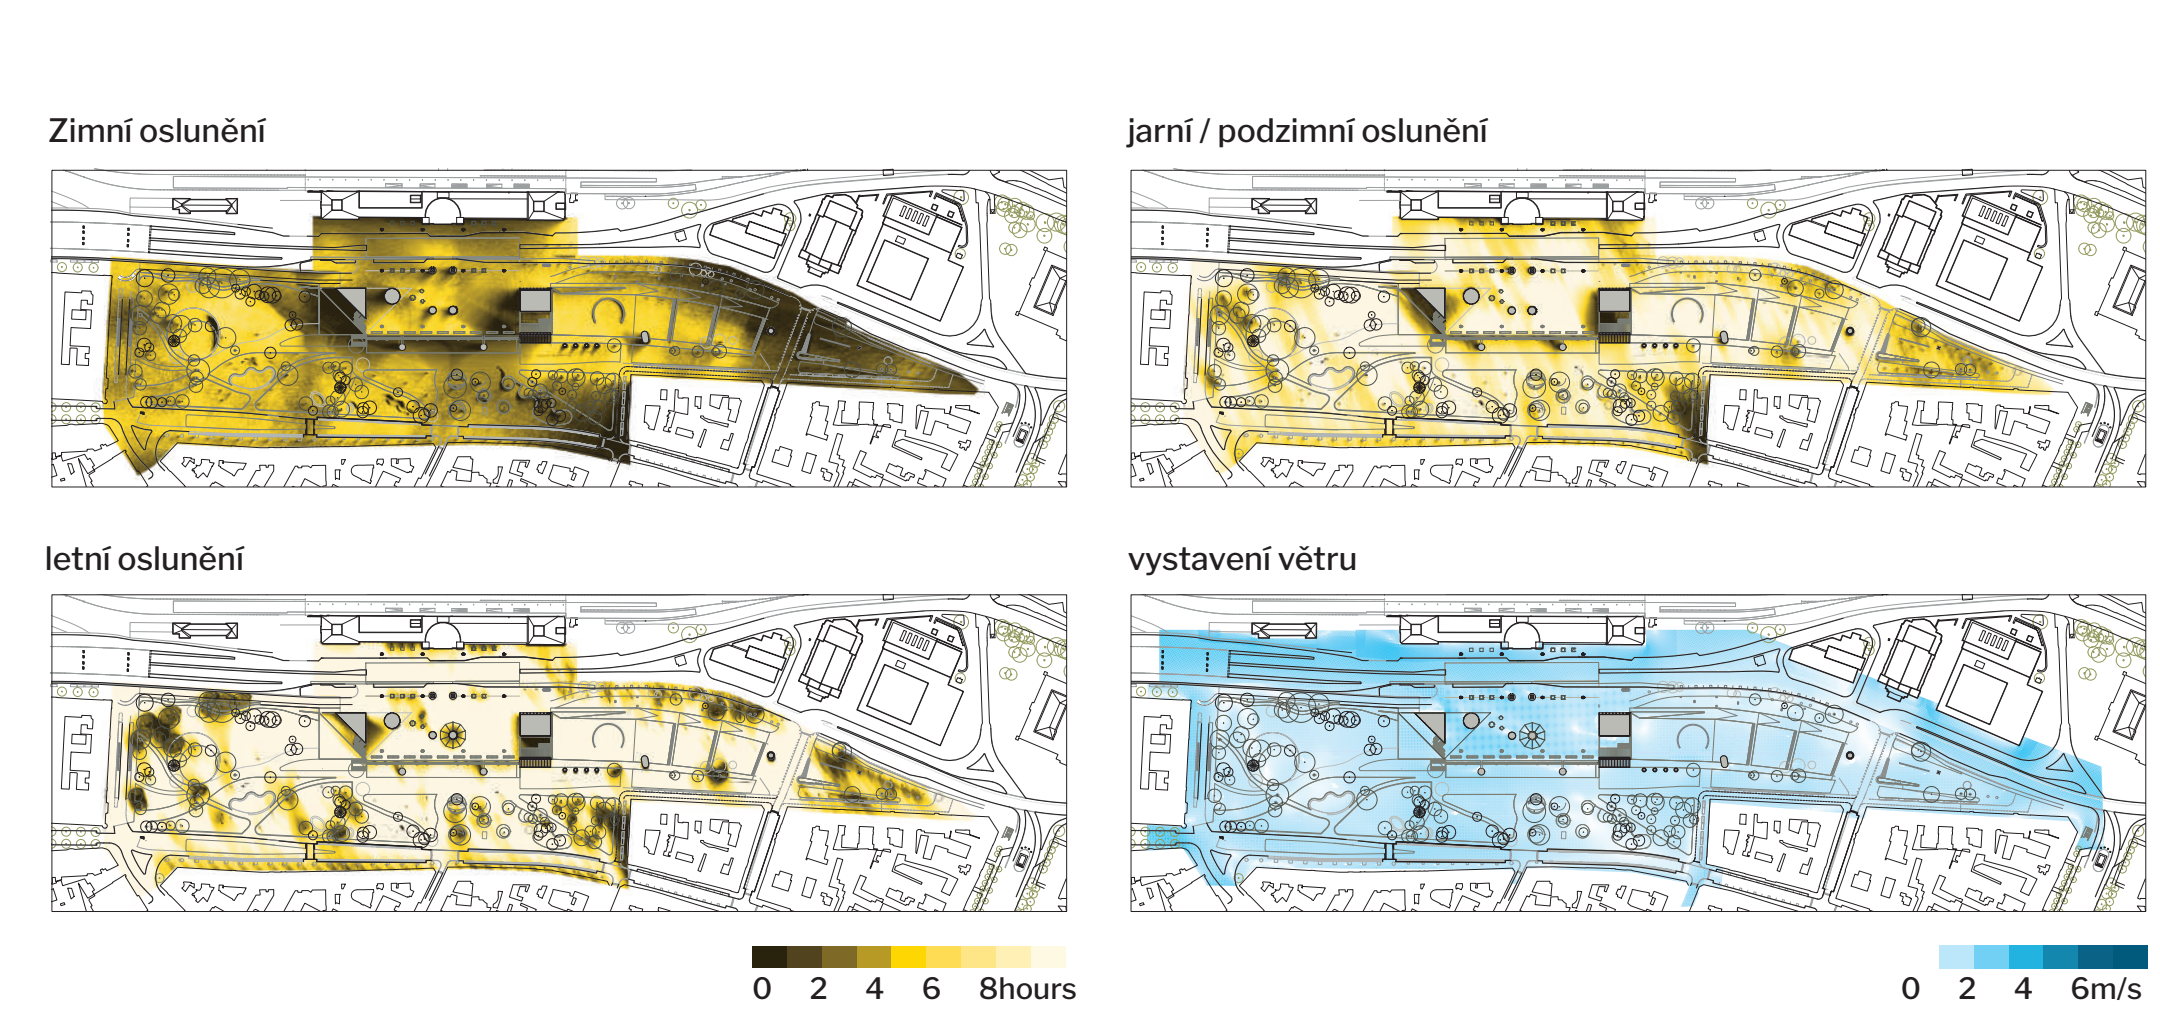 Zimní oslunění
jarní / podzimní oslunění
letní oslunění
vystavení větru
0 2 4 6 8hours
0 2 4 6m/s